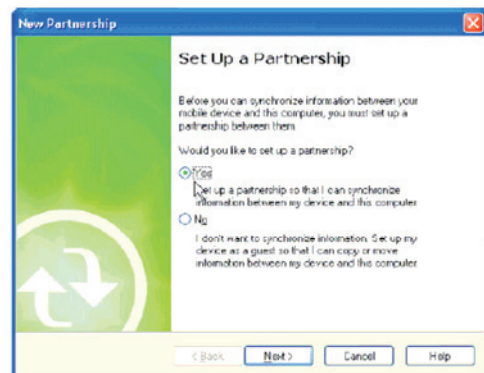 New Partnership
Set Up a Partnership
Before you can synchronize information between your
mobile device and this computer, you must set up a
partnership between them
Would you like to set up a partnership?
Yes
Set up a partnership so that I can synchronize
information between my device and this computer
No
I don't want to synchronize information. Set up my
device as a guest so that I can copy or move
information between my device and this computer
< Back
Next >
Cancel
Help